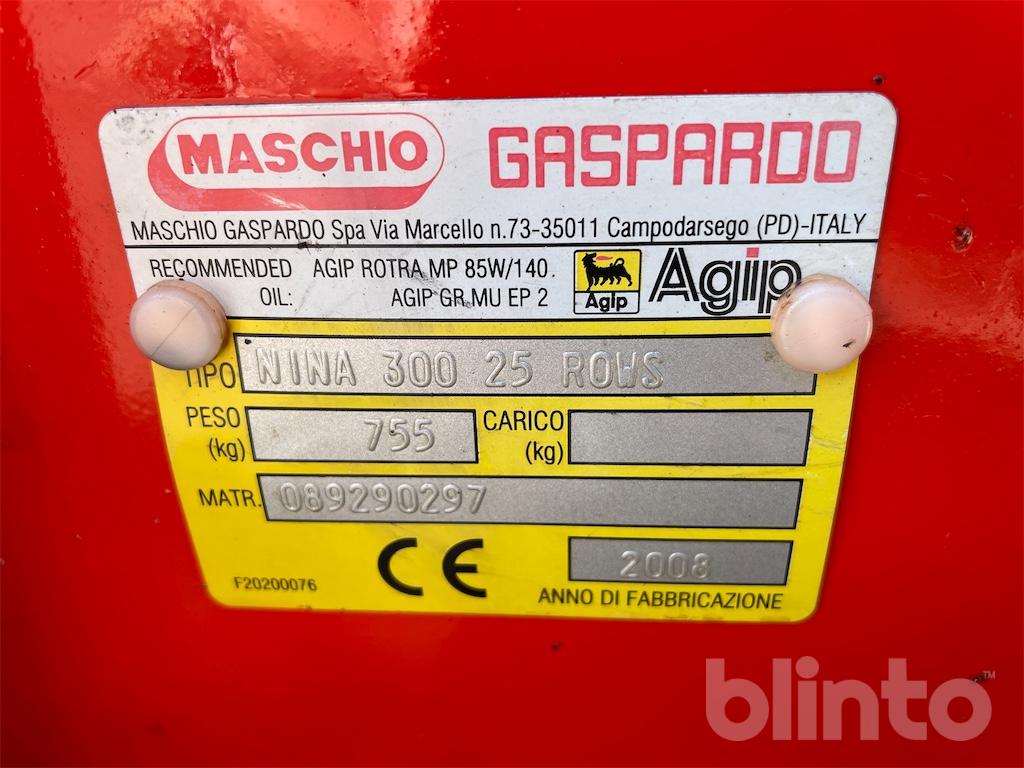 MASCHIO GASPARDO
MASCHIO GASPARDO Spa Via Marcello n.73-35011 Campodarsego (PD)-ITALY
RECOMMENDED AGIP ROTRA MP 85W/140.
OIL: AGIP GR MU EP 2
Agip Agip
TIPO NINA 300 25 ROWS
PESO (kg) 755 CARICO (kg)
MATR. 089290297
CE 2008
F20200076 ANNO DI FABBRICAZIONE
blinto™